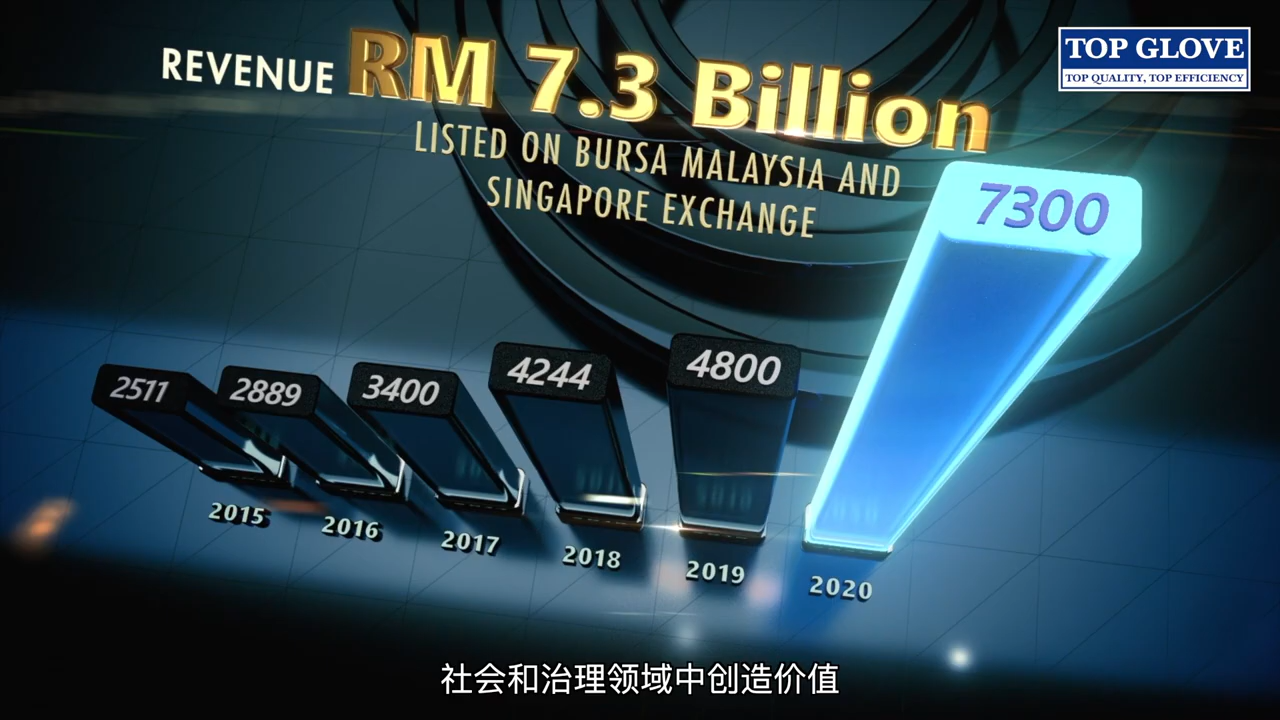 REVENUE RM 7.3 Billion
LISTED ON BURSA MALAYSIA AND
SINGAPORE EXCHANGE
TOP GLOVE
TOP QUALITY, TOP EFFICIENCY
2511
2889
3400
4244
4800
7300
2015
2016
2017
2018
2019
2020
社会和治理领域中创造价值